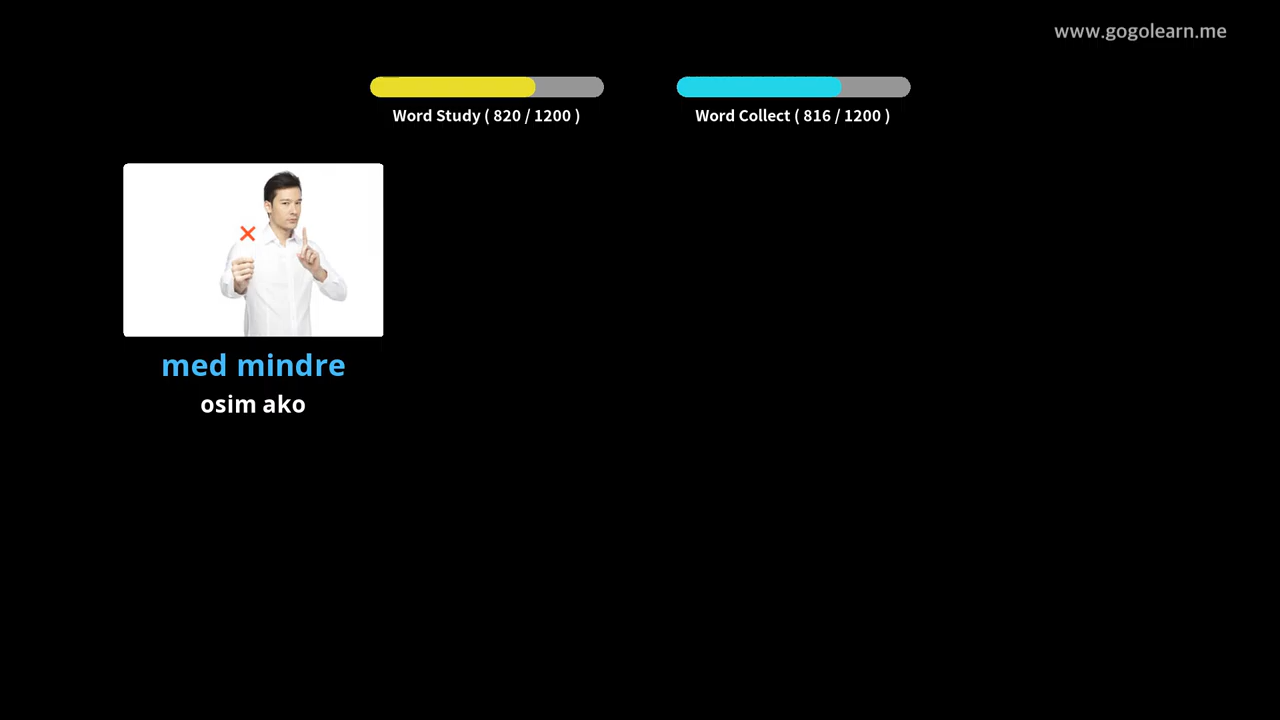 www.gogolearn.me
Word Study ( 820 / 1200 )
Word Collect ( 816 / 1200 )
med mindre
osim ako